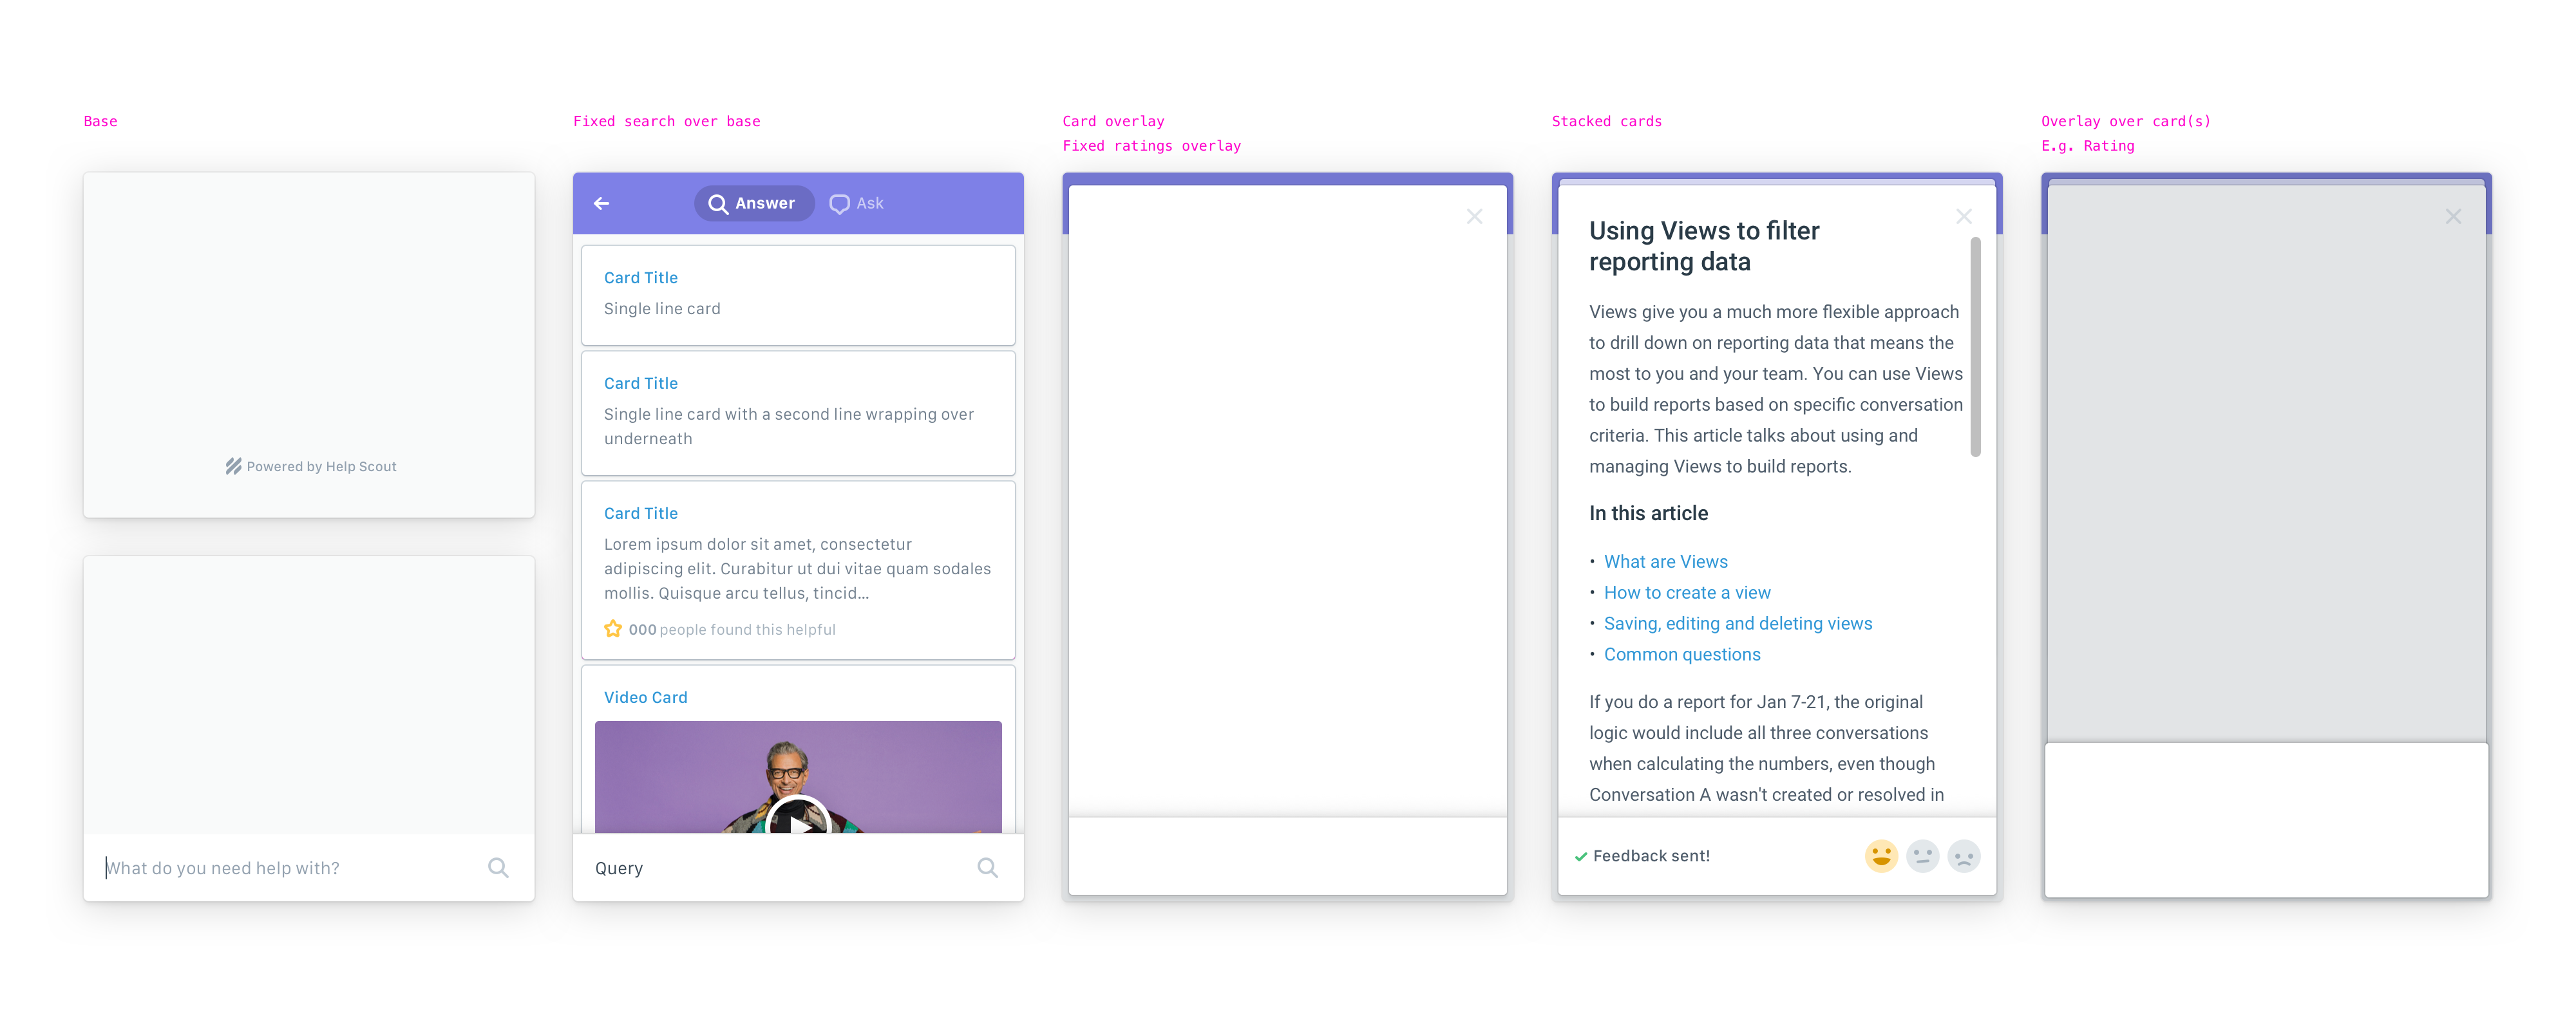 Base
Powered by Help Scout
What do you need help with?
Fixed search over base
Answer
Ask
Card Title
Single line card
Card Title
Single line card with a second line wrapping over
underneath
Card Title
Lorem ipsum dolor sit amet, consectetur
adipiscing elit. Curabitur ut dui vitae quam sodales
mollis. Quisque arcu tellus, tincid...
000 people found this helpful
Video Card
Query
Card overlay
Fixed ratings overlay
Stacked cards
Using Views to filter
reporting data
Views give you a much more flexible approach
to drill down on reporting data that means the
most to you and your team. You can use Views
to build reports based on specific conversation
criteria. This article talks about using and
managing Views to build reports.
In this article
• What are Views
• How to create a view
• Saving, editing and deleting views
• Common questions
If you do a report for Jan 7-21, the original
logic would include all three conversations
when calculating the numbers, even though
Conversation A wasn't created or resolved in
Feedback sent!
Overlay over card(s)
E.g. Rating